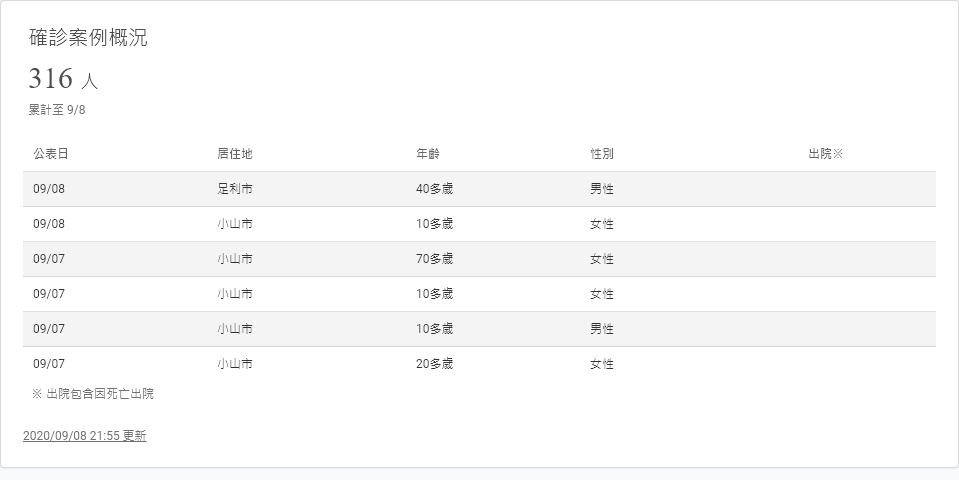 確診案例概況
316 人
累計至 9/8
公表日 居住地 年齡 性別 出院※
09/08 足利市 40多歲 男性
09/08 小山市 10多歲 女性
09/07 小山市 70多歲 女性
09/07 小山市 10多歲 女性
09/07 小山市 10多歲 男性
09/07 小山市 20多歲 女性
※ 出院包含因死亡出院
2020/09/08 21:55 更新